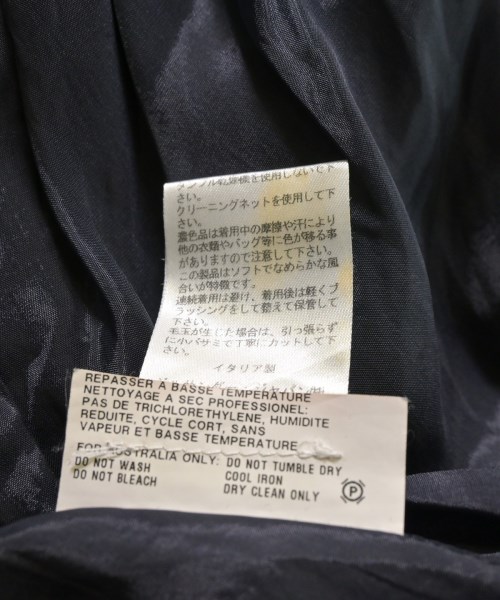 タンブル乾燥機を使用しないで下
さい。
クリーニングネットを使用して下
さい。
濃色品は着用中の摩擦や汗により
他の衣類やバッグ等に色が移る事
がありますので注意して下さい。
この製品はソフトでなめらかな風
合いが特徴です。
連続着用は避け、着用後は軽くブ
ラッシングをして整えて保管して
下さい。
毛玉が生じた場合は、引っ張らず
に小バサミで丁寧にカットして下
さい。
イタリア製
REPASSER A BASSE TEMPERATURE
NETTOYAGE A SEC PROFESSIONEL:
PAS DE TRICHLORETHYLENE, HUMIDITE
REDUITE, CYCLE CORT, SANS
VAPEUR ET BASSE TEMPERATURE
FOR AUSTRALIA ONLY: DO NOT TUMBLE DRY
DO NOT WASH COOL IRON
DO NOT BLEACH DRY CLEAN ONLY
P